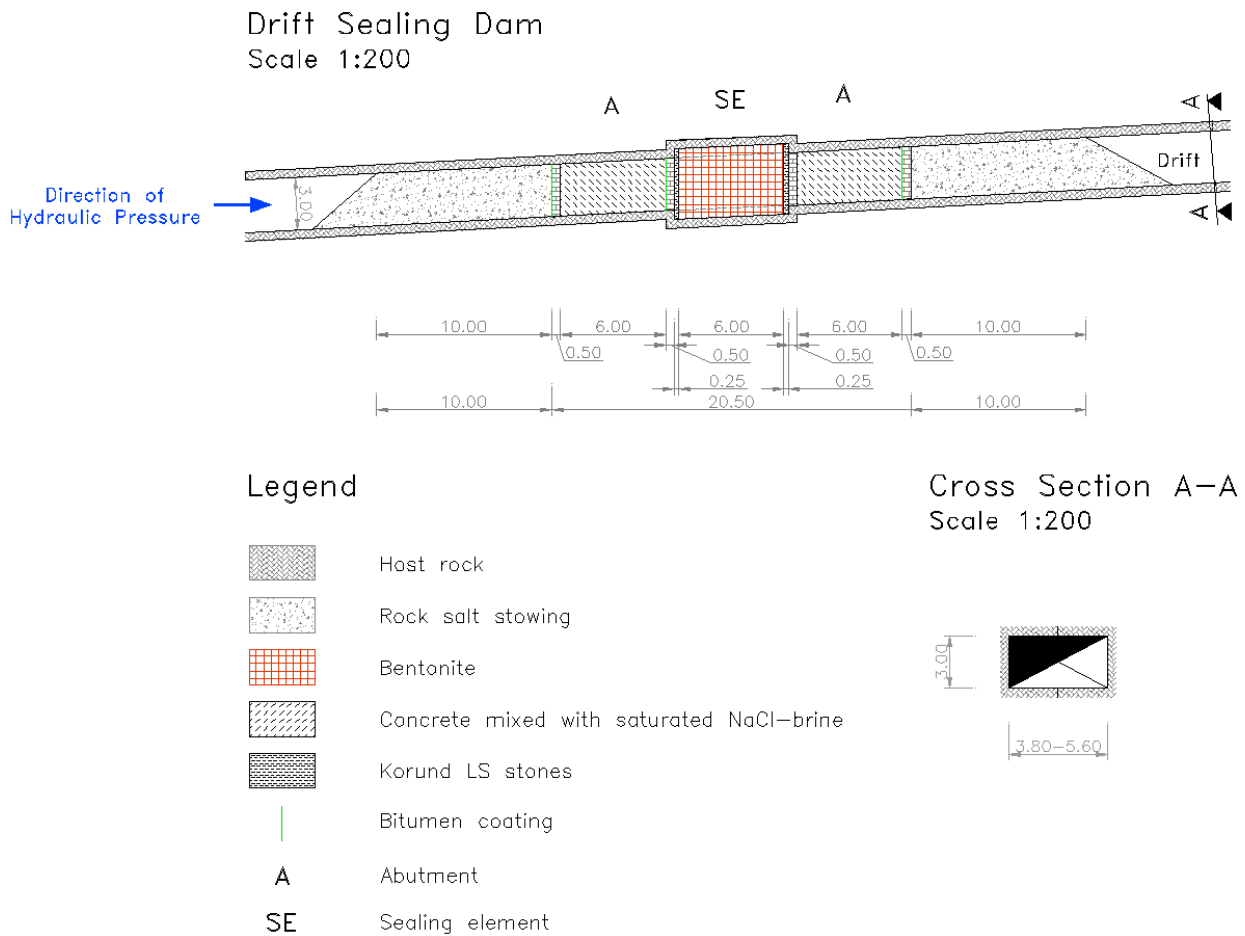 Drift Sealing Dam
Scale 1:200
A
SE
A
A
Drift
3.00
Direction of
Hydraulic Pressure
A
10.00
6.00
6.00
6.00
10.00
0.50
0.50
0.50
0.50
0.25
0.25
10.00
20.50
10.00
Legend
Host rock
Rock salt stowing
Bentonite
Concrete mixed with saturated NaCl-brine
Korund LS stones
Bitumen coating
A
Abutment
SE
Sealing element
Cross Section A-A
Scale 1:200
3.00
3.80-5.60